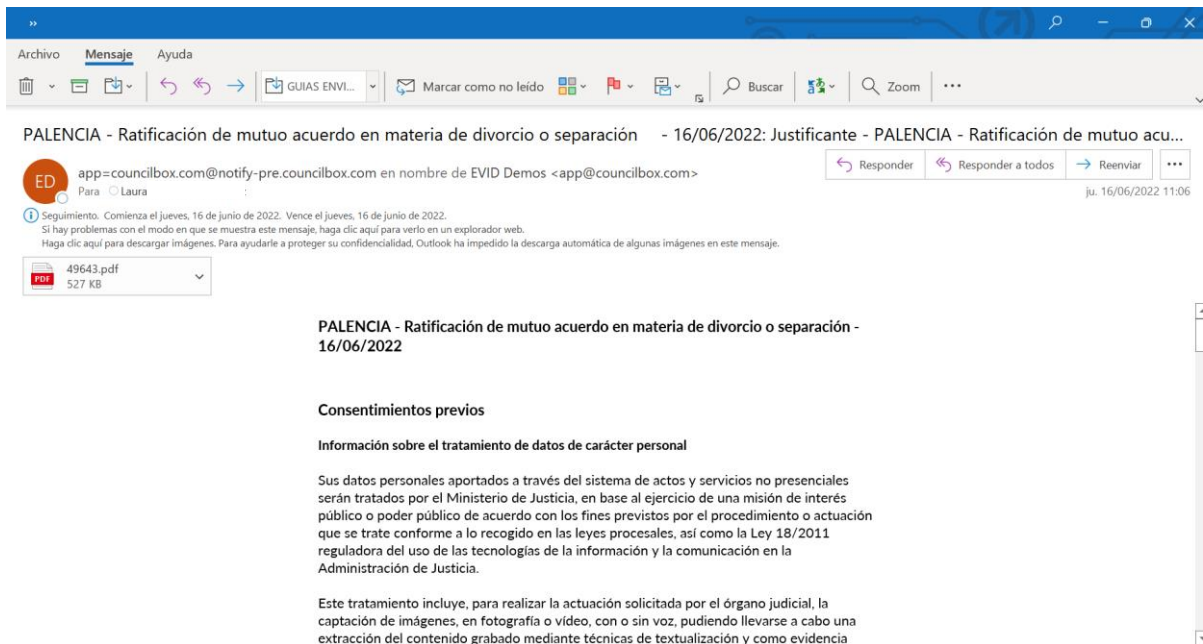 Archivo Mensaje Ayuda
GUIAS ENVI... Marcar como no leído Buscar Zoom
PALENCIA - Ratificación de mutuo acuerdo en materia de divorcio o separación - 16/06/2022: Justificante - PALENCIA - Ratificación de mutuo acu...
ED
app=councilbox.com@notify-pre.councilbox.com en nombre de EVID Demos <app@councilbox.com>
Para Laura
Responder Responder a todos Reenviar
ju. 16/06/2022 11:06
Seguimiento. Comienza el jueves, 16 de junio de 2022. Vence el jueves, 16 de junio de 2022.
Si hay problemas con el modo en que se muestra este mensaje, haga clic aquí para verlo en un explorador web.
Haga clic aquí para descargar imágenes. Para ayudarle a proteger su confidencialidad, Outlook ha impedido la descarga automática de algunas imágenes en este mensaje.
PDF
49643.pdf
527 KB
PALENCIA - Ratificación de mutuo acuerdo en materia de divorcio o separación -
16/06/2022
Consentimientos previos
Información sobre el tratamiento de datos de carácter personal
Sus datos personales aportados a través del sistema de actos y servicios no presenciales
serán tratados por el Ministerio de Justicia, en base al ejercicio de una misión de interés
público o poder público de acuerdo con los fines previstos por el procedimiento o actuación
que se trate conforme a lo recogido en las leyes procesales, así como la Ley 18/2011
reguladora del uso de las tecnologías de la información y la comunicación en la
Administración de Justicia.
Este tratamiento incluye, para realizar la actuación solicitada por el órgano judicial, la
captación de imágenes, en fotografía o vídeo, con o sin voz, pudiendo llevarse a cabo una
extracción del contenido grabado mediante técnicas de textualización y como evidencia